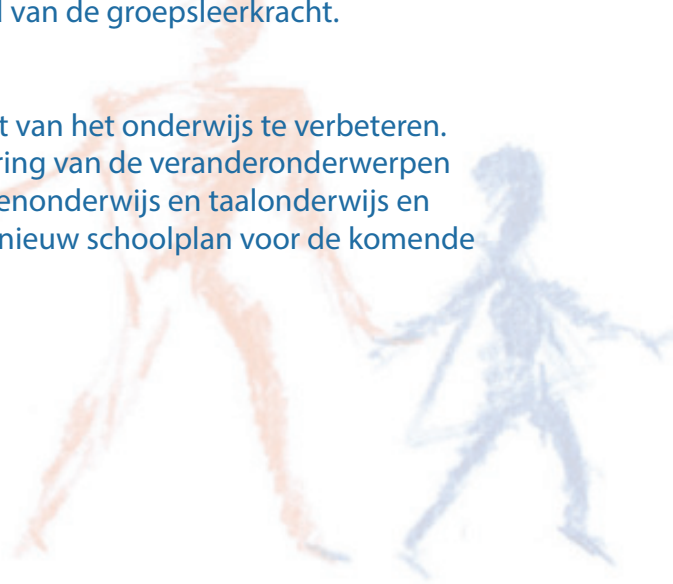 van de groepsleerkracht.
t van het onderwijs te verbeteren.
ring van de veranderonderwerpen
enonderwijs en taalonderwijs en
nieuw schoolplan voor de komende